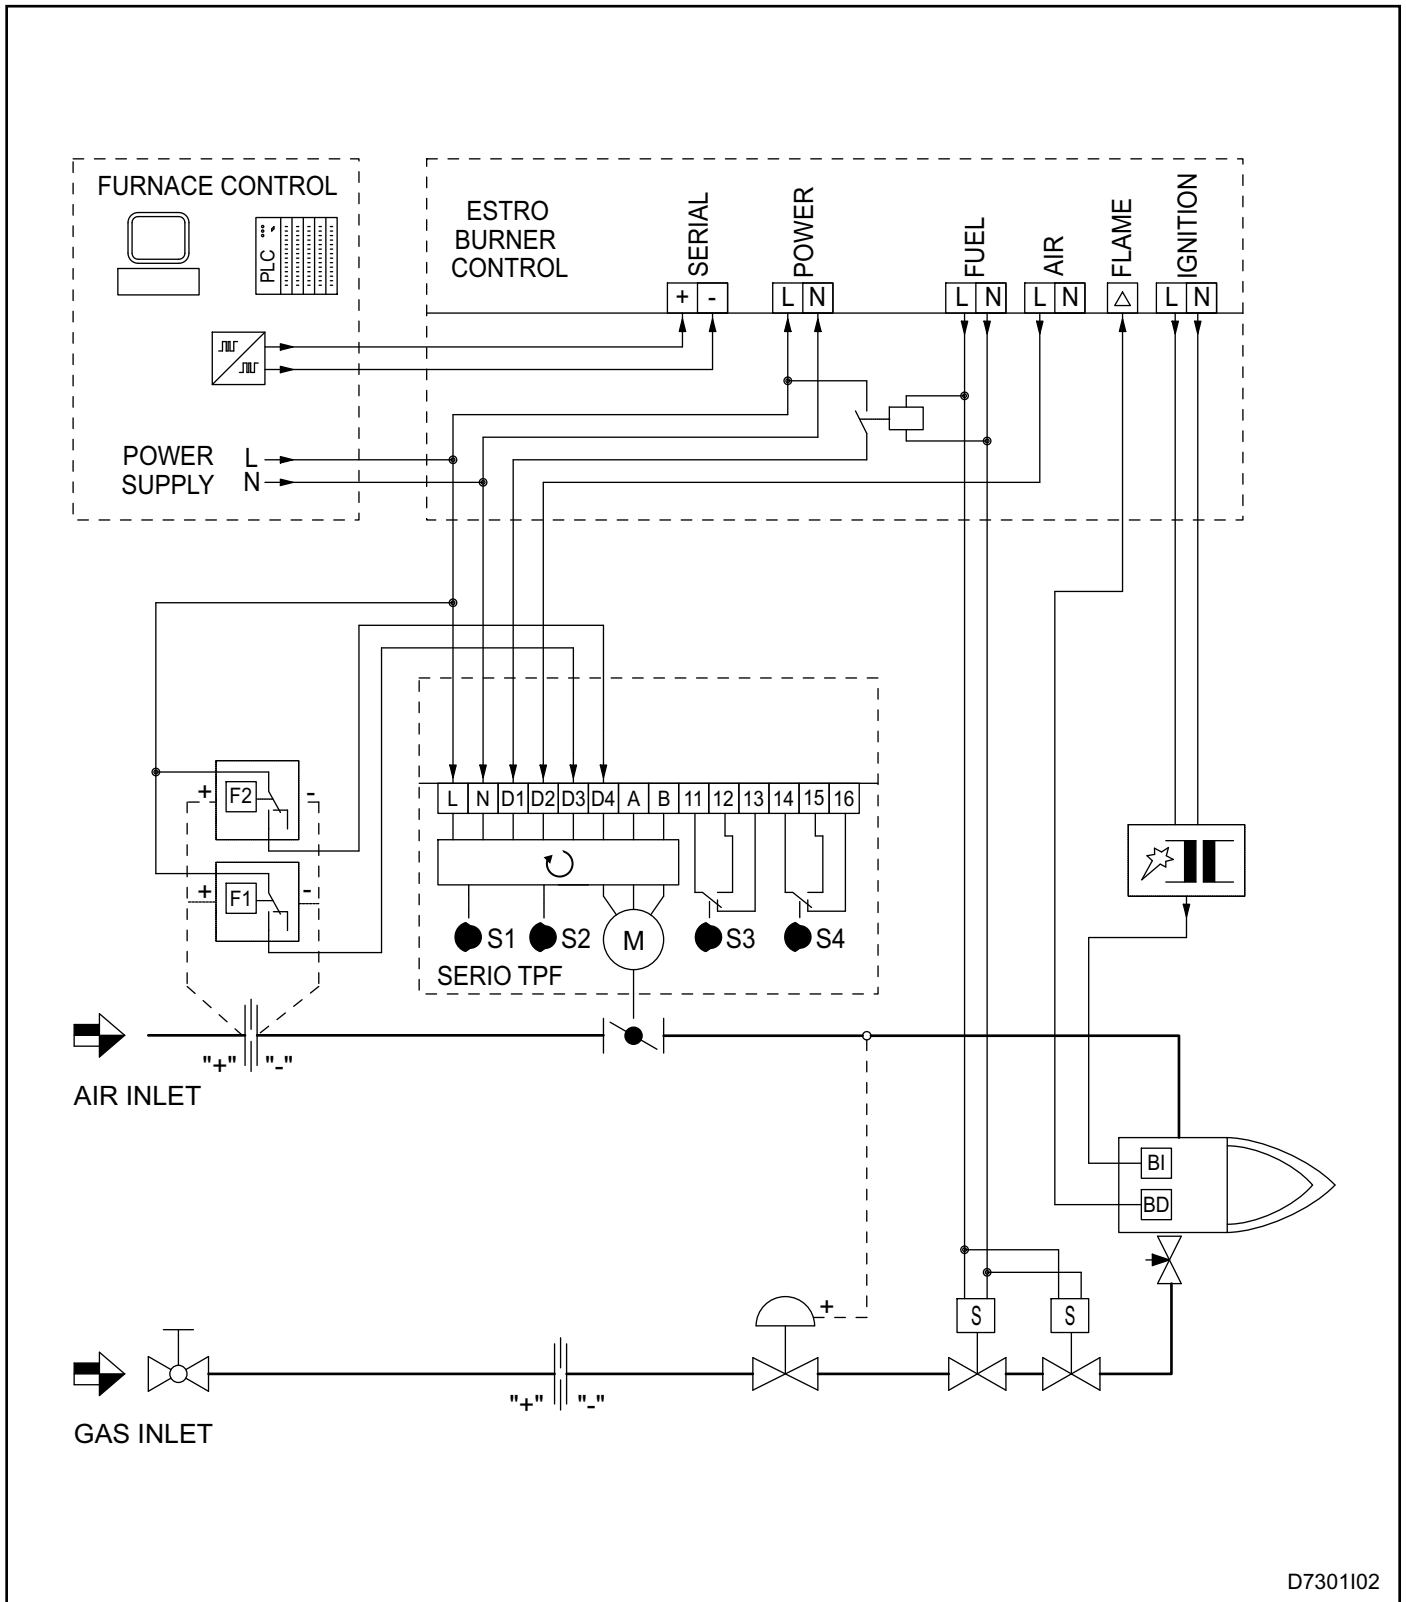 FURNACE CONTROL
PLC
POWER SUPPLY
L
N
ESTRO
BURNER
CONTROL
SERIAL
POWER
FUEL
AIR
FLAME
IGNITION
+ -
L N
L N
L N
△
L N
+ F2 -
+ F1 -
L N D1 D2 D3 D4 A B 11 12 13 14 15 16
S1 S2 M S3 S4
SERIO TPF
"+" "-"
AIR INLET
BI
BD
+
S S
"+" "-"
GAS INLET
D7301I02